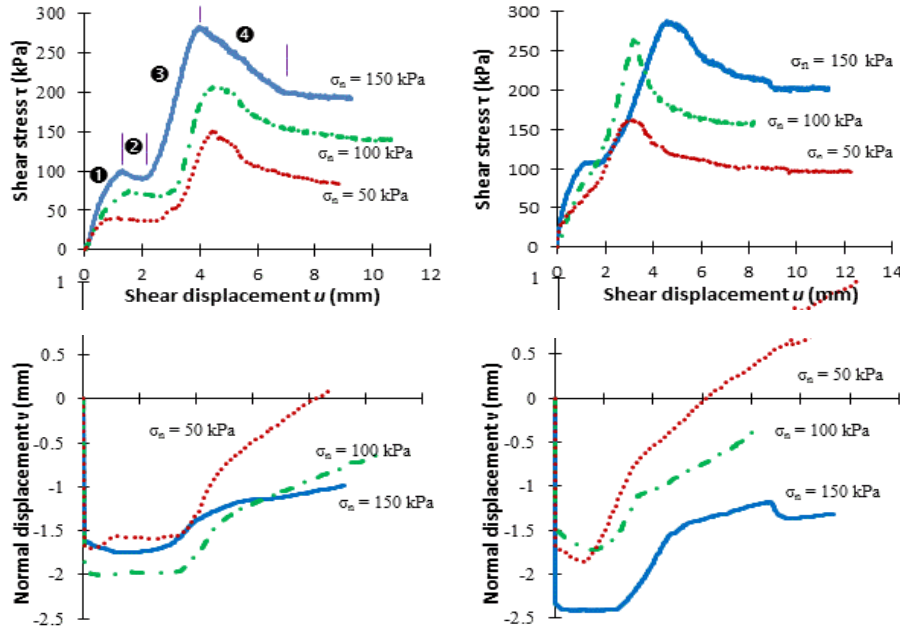 300
250
200
150
100
50
0
Shear stress τ (kPa)
❶
❷
❸
❹
σn = 150 kPa
σn = 100 kPa
σn = 50 kPa
0 2 4 6 8 10 12
Shear displacement u (mm)
300
250
200
150
100
50
0
Shear stress τ (kPa)
σn = 150 kPa
σn = 100 kPa
σn = 50 kPa
0 2 4 6 8 10 12 14
Shear displacement u (mm)
1
0.5
0
-0.5
-1
-1.5
-2
-2.5
Normal displacement v (mm)
σn = 50 kPa
σn = 100 kPa
σn = 150 kPa
1
0.5
0
-0.5
-1
-1.5
-2
-2.5
Normal displacement v (mm)
σn = 50 kPa
σn = 100 kPa
σn = 150 kPa